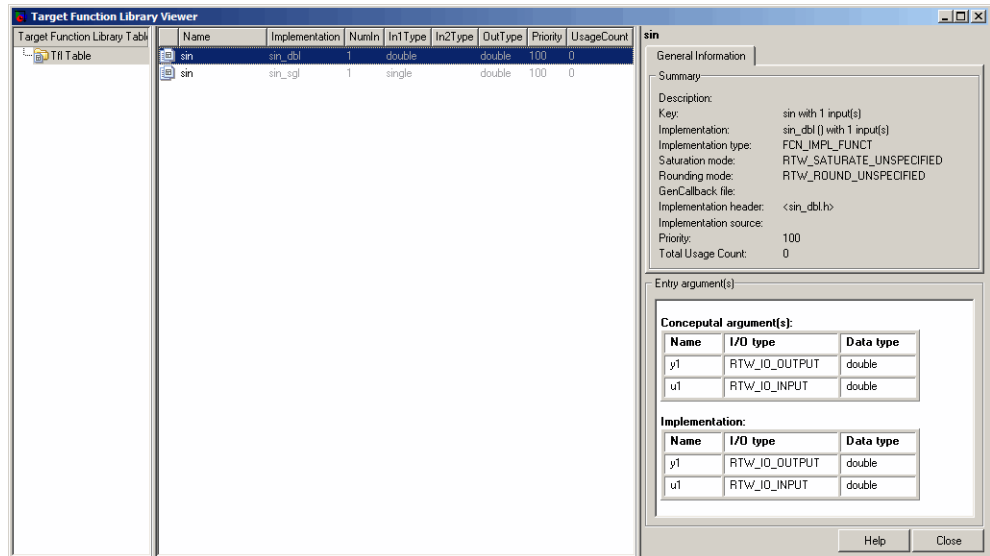 Target Function Library Viewer
Target Function Library Tabl
Tfl Table
Name Implementation NumIn In1Type In2Type OutType Priority UsageCount
sin sin_dbl 1 double double 100 0
sin sin_sgl 1 single double 100 0
sin
General Information
Summary
Description:
Key: sin with 1 input(s)
Implementation: sin_dbl () with 1 input(s)
Implementation type: FCN_IMPL_FUNCT
Saturation mode: RTW_SATURATE_UNSPECIFIED
Rounding mode: RTW_ROUND_UNSPECIFIED
GenCallback file:
Implementation header: <sin_dbl.h>
Implementation source:
Priority: 100
Total Usage Count: 0
Entry argument(s)
Conceputal argument(s):
Name I/O type Data type
y1 RTW_IO_OUTPUT double
u1 RTW_IO_INPUT double
Implementation:
Name I/O type Data type
y1 RTW_IO_OUTPUT double
u1 RTW_IO_INPUT double
Help Close